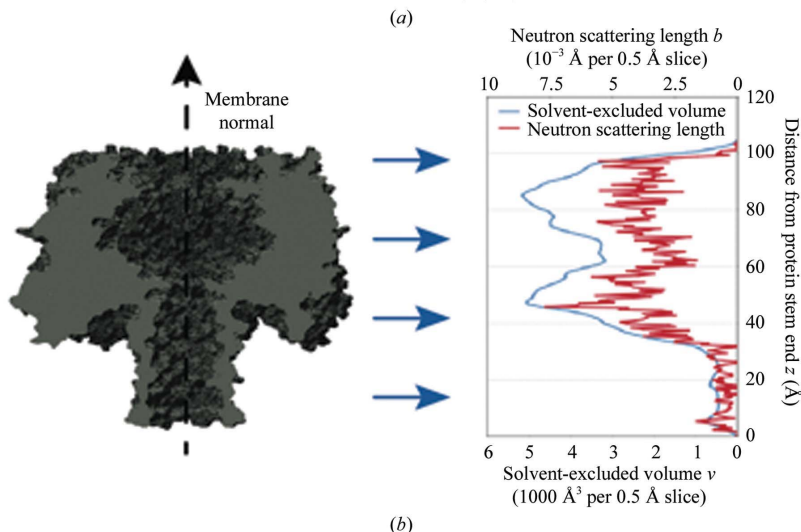 (a)
Membrane
normal
Neutron scattering length b
(10⁻³ Å per 0.5 Å slice)
10 7.5 5 2.5 0
Solvent-excluded volume
Neutron scattering length
120
100
80
60
40
20
0
Distance from protein stem end z (Å)
6 5 4 3 2 1 0
Solvent-excluded volume v
(1000 Å³ per 0.5 Å slice)
(b)